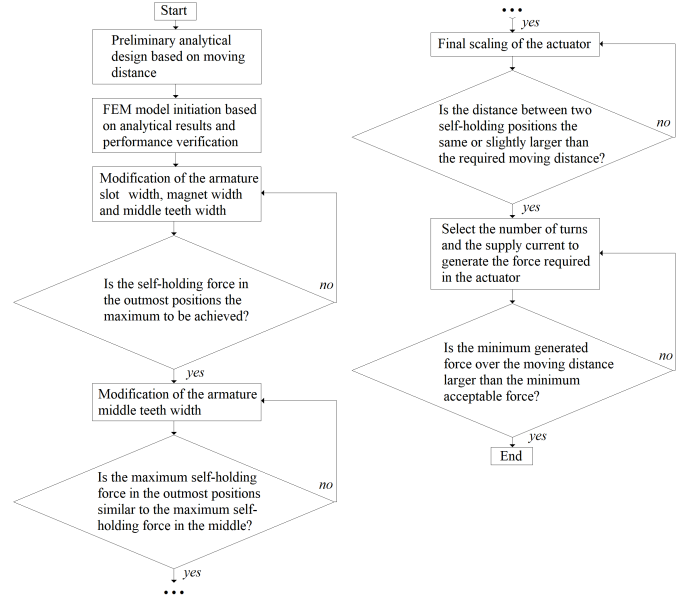 Start
Preliminary analytical
design based on moving
distance
FEM model initiation based
on analytical results and
performance verification
Modification of the armature
slot width, magnet width
and middle teeth width
Is the self-holding force in
the outmost positions the
maximum to be achieved?
no
yes
Modification of the armature
middle teeth width
Is the maximum self-holding
force in the outmost positions
similar to the maximum self-
holding force in the middle?
no
yes
•••
•••
yes
Final scaling of the actuator
Is the distance between two
self-holding positions the
same or slightly larger than
the required moving distance?
no
yes
Select the number of turns
and the supply current to
generate the force required
in the actuator
Is the minimum generated
force over the moving distance
larger than the minimum
acceptable force?
no
yes
End